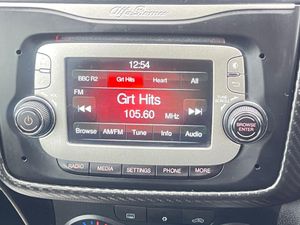 Alfa Romeo
12:54
BBC R2 Grt Hits Heart All
FM
Grt Hits
105.60 MHz
Browse AM/FM Tune Info Audio
BROWSE
ENTER
RADIO MEDIA SETTINGS PHONE MORE